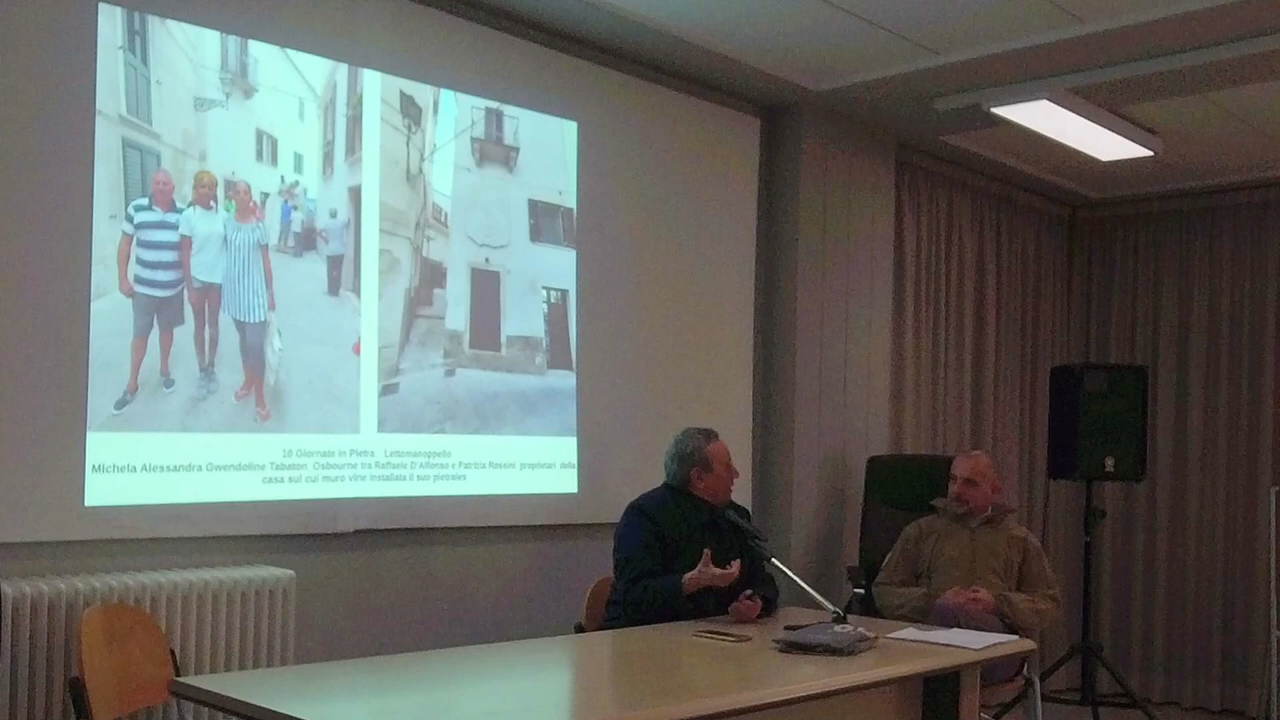 10 Giornate in Pietra Lettomanoppello
Michela Alessandra Gwendoline Tabaton Osbourne tra Raffaele D'Alfonso e Patrizia Rossini proprietari della
casa sul cui muro vine installata il suo pietrales